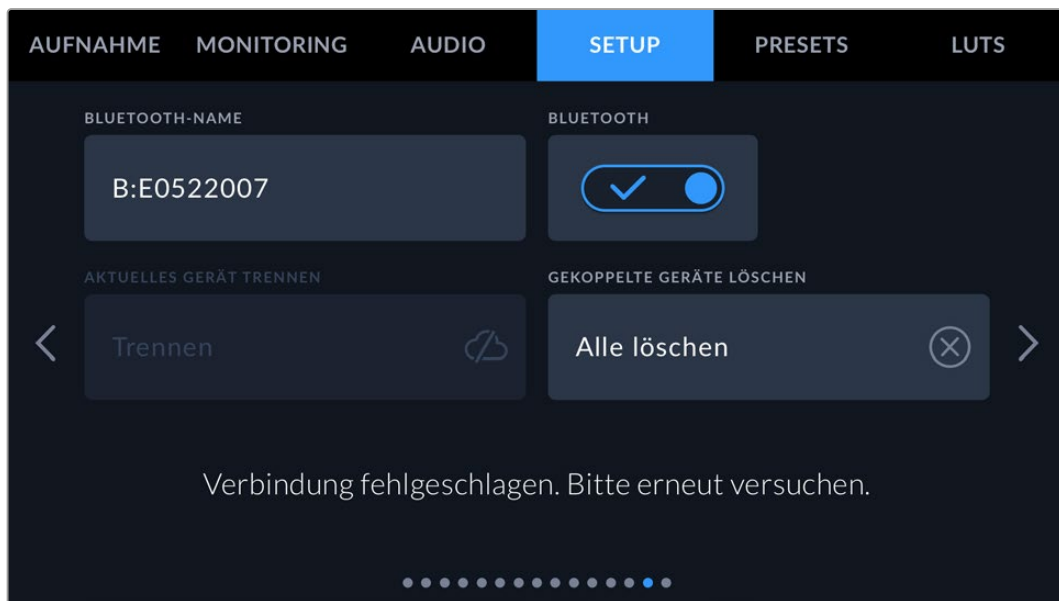 AUFNAHME MONITORING AUDIO SETUP PRESETS LUTS
BLUETOOTH-NAME BLUETOOTH
B:E0522007
AKTUELLES GERÄT TRENNEN GEKOPPELTE GERÄTE LÖSCHEN
Trennen Alle löschen
Verbindung fehlgeschlagen. Bitte erneut versuchen.